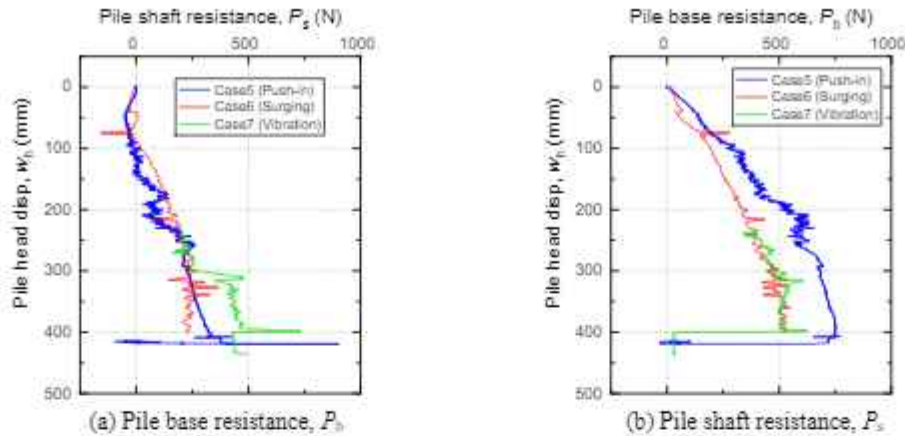 Pile shaft resistance, Ps (N)
0 500 1000
0
100
200
300
400
500
Pile head disp, wh (mm)
Case5 (Push-in)
Case6 (Surging)
Case7 (Vibration)
(a) Pile base resistance, Pb
Pile base resistance, Ph (N)
0 500 1000
0
100
200
300
400
500
Pile head disp, wh (mm)
Case5 (Push-in)
Case6 (Surging)
Case7 (Vibration)
(b) Pile shaft resistance, Ps